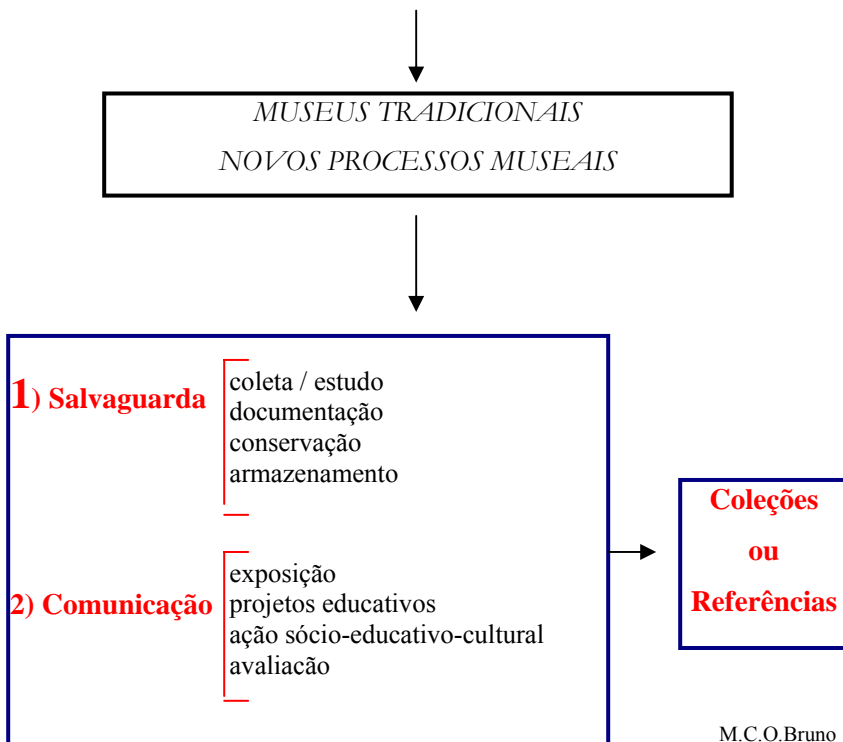 MUSEUS TRADICIONAIS
NOVOS PROCESSOS MUSEAIS
1) Salvaguarda
coleta / estudo
documentação
conservação
armazenamento
2) Comunicação
exposição
projetos educativos
ação sócio-educativo-cultural
avaliacão
Coleções
ou
Referências
M.C.O.Bruno